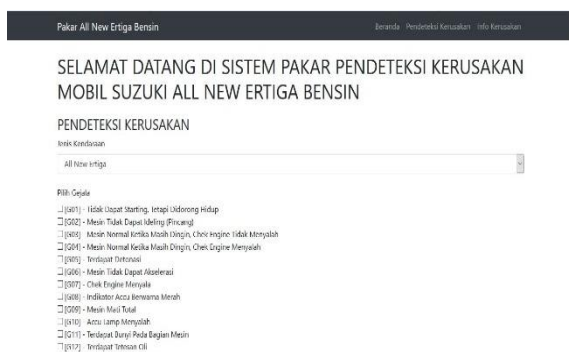 Pakar All New Ertiga Bensin
Beranda Pendeteksi Kerusakan Info Kerusakan
SELAMAT DATANG DI SISTEM PAKAR PENDETEKSI KERUSAKAN
MOBIL SUZUKI ALL NEW ERTIGA BENSIN
PENDETEKSI KERUSAKAN
Jenis Kendaraan
All New Ertiga
Pilih Gejala
[G01] - Tidak Dapat Starting, Tetapi Didorong Hidup
[G02] - Mesin Tidak Dapat Ideling (Pincang)
[G03] - Mesin Normal Ketika Masih Dingin, Chek Engine Tidak Menyalah
[G04] - Mesin Normal Ketika Masih Dingin, Chek Engine Menyalah
[G05] - Terdapat Detonasi
[G06] - Mesin Tidak Dapat Akselerasi
[G07] - Chek Engine Menyala
[G08] - Indikator Accu Berwarna Merah
[G09] - Mesin Mati Total
[G10] - Accu Lamp Menyalah
[G11] - Terdapat Bunyi Pada Bagian Mesin
[G12] - Terdapat Tetesan Oli